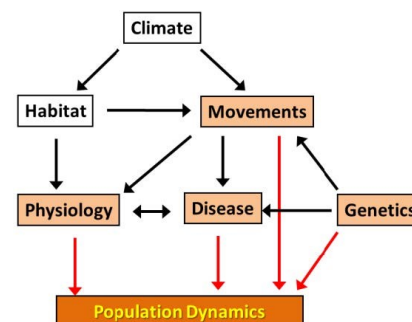 Climate
Habitat
Movements
Physiology
Disease
Genetics
Population Dynamics